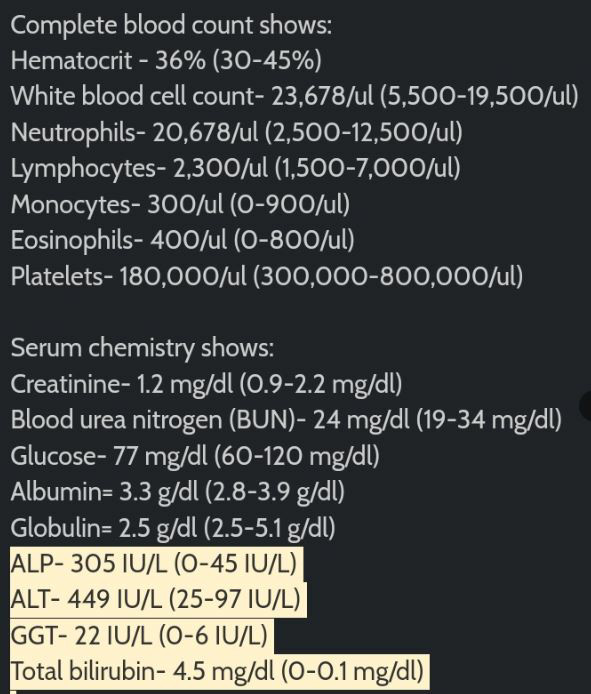 Complete blood count shows:
Hematocrit - 36% (30-45%)
White blood cell count- 23,678/ul (5,500-19,500/ul)
Neutrophils- 20,678/ul (2,500-12,500/ul)
Lymphocytes- 2,300/ul (1,500-7,000/ul)
Monocytes- 300/ul (0-900/ul)
Eosinophils- 400/ul (0-800/ul)
Platelets- 180,000/ul (300,000-800,000/ul)
Serum chemistry shows:
Creatinine- 1.2 mg/dl (0.9-2.2 mg/dl)
Blood urea nitrogen (BUN)- 24 mg/dl (19-34 mg/dl)
Glucose- 77 mg/dl (60-120 mg/dl)
Albumin= 3.3 g/dl (2.8-3.9 g/dl)
Globulin= 2.5 g/dl (2.5-5.1 g/dl)
ALP- 305 IU/L (0-45 IU/L)
ALT- 449 IU/L (25-97 IU/L)
GGT- 22 IU/L (0-6 IU/L)
Total bilirubin- 4.5 mg/dl (0-0.1 mg/dl)